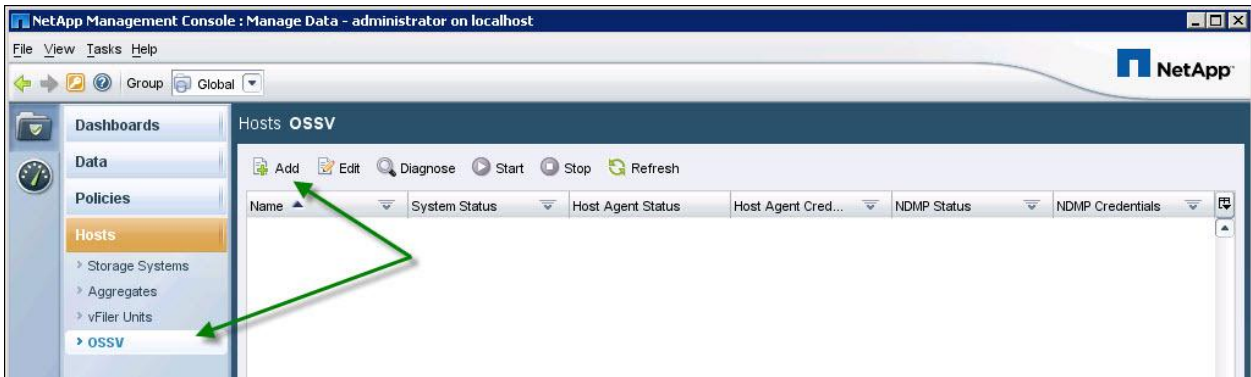 NetApp Management Console : Manage Data - administrator on localhost
File View Tasks Help
Group Global
NetApp
Dashboards
Data
Policies
Hosts
Storage Systems
Aggregates
vFiler Units
OSSV
Hosts OSSV
Add Edit Diagnose Start Stop Refresh
Name System Status Host Agent Status Host Agent Cred... NDMP Status NDMP Credentials